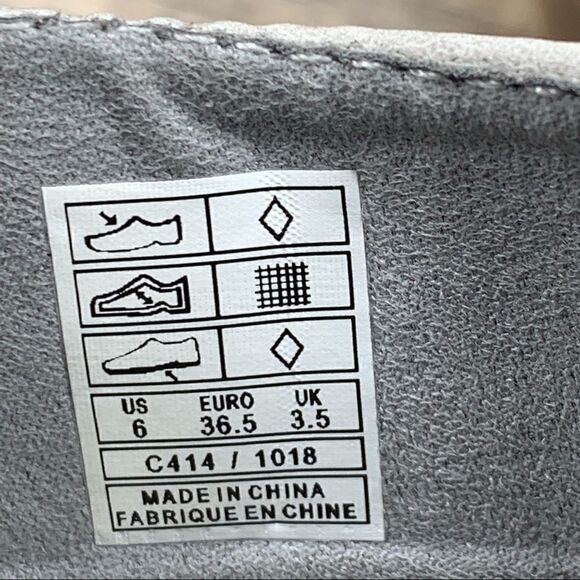 US EURO UK
6 36.5 3.5
C414 / 1018
MADE IN CHINA
FABRIQUE EN CHINE